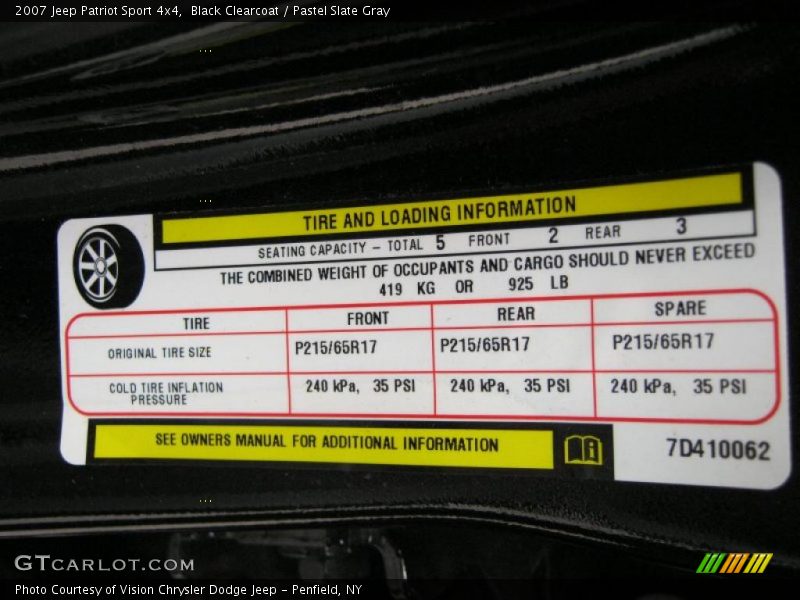 2007 Jeep Patriot Sport 4x4,  Black Clearcoat / Pastel Slate Gray
TIRE AND LOADING INFORMATION
SEATING CAPACITY – TOTAL 5 FRONT 2 REAR 3
THE COMBINED WEIGHT OF OCCUPANTS AND CARGO SHOULD NEVER EXCEED
419 KG OR 925 LB
TIRE FRONT REAR SPARE
ORIGINAL TIRE SIZE P215/65R17 P215/65R17 P215/65R17
COLD TIRE INFLATION PRESSURE 240 kPa, 35 PSI 240 kPa, 35 PSI 240 kPa, 35 PSI
SEE OWNERS MANUAL FOR ADDITIONAL INFORMATION
7D410062
GTCARLOT.COM
Photo Courtesy of Vision Chrysler Dodge Jeep – Penfield, NY